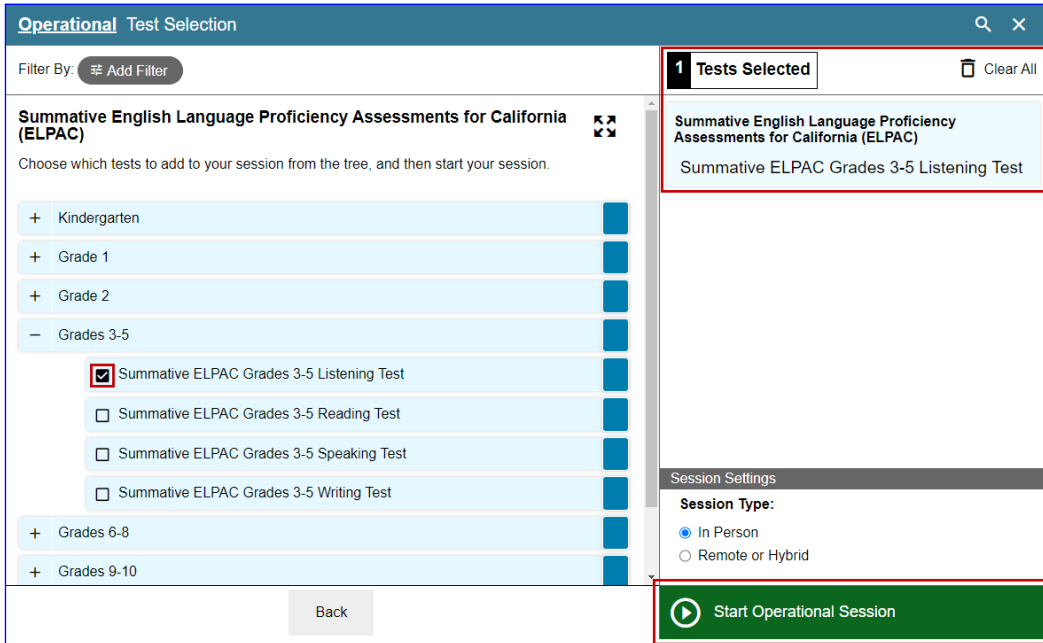 Operational Test Selection
Filter By: Add Filter
Summative English Language Proficiency Assessments for California
(ELPAC)
Choose which tests to add to your session from the tree, and then start your session.
+ Kindergarten
+ Grade 1
+ Grade 2
− Grades 3-5
Summative ELPAC Grades 3-5 Listening Test
Summative ELPAC Grades 3-5 Reading Test
Summative ELPAC Grades 3-5 Speaking Test
Summative ELPAC Grades 3-5 Writing Test
+ Grades 6-8
+ Grades 9-10
Back
1 Tests Selected
Clear All
Summative English Language Proficiency
Assessments for California (ELPAC)
Summative ELPAC Grades 3-5 Listening Test
Session Settings
Session Type:
In Person
Remote or Hybrid
Start Operational Session